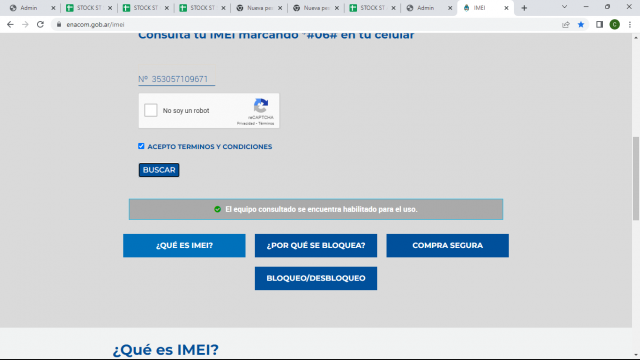 Admin
STOCK ST
STOCK ST
STOCK ST
Nueva pes
Nueva pes
STOCK ST
Admin
IMEI
enacom.gob.ar/imei
C
Consulta tu IMEI marcando *#06# en tu celular
Nº 353057109671
No soy un robot
reCAPTCHA
Privacidad - Términos
ACEPTO TERMINOS Y CONDICIONES
BUSCAR
El equipo consultado se encuentra habilitado para el uso.
¿QUÉ ES IMEI?
¿POR QUÉ SE BLOQUEA?
COMPRA SEGURA
BLOQUEO/DESBLOQUEO
¿Qué es IMEI?